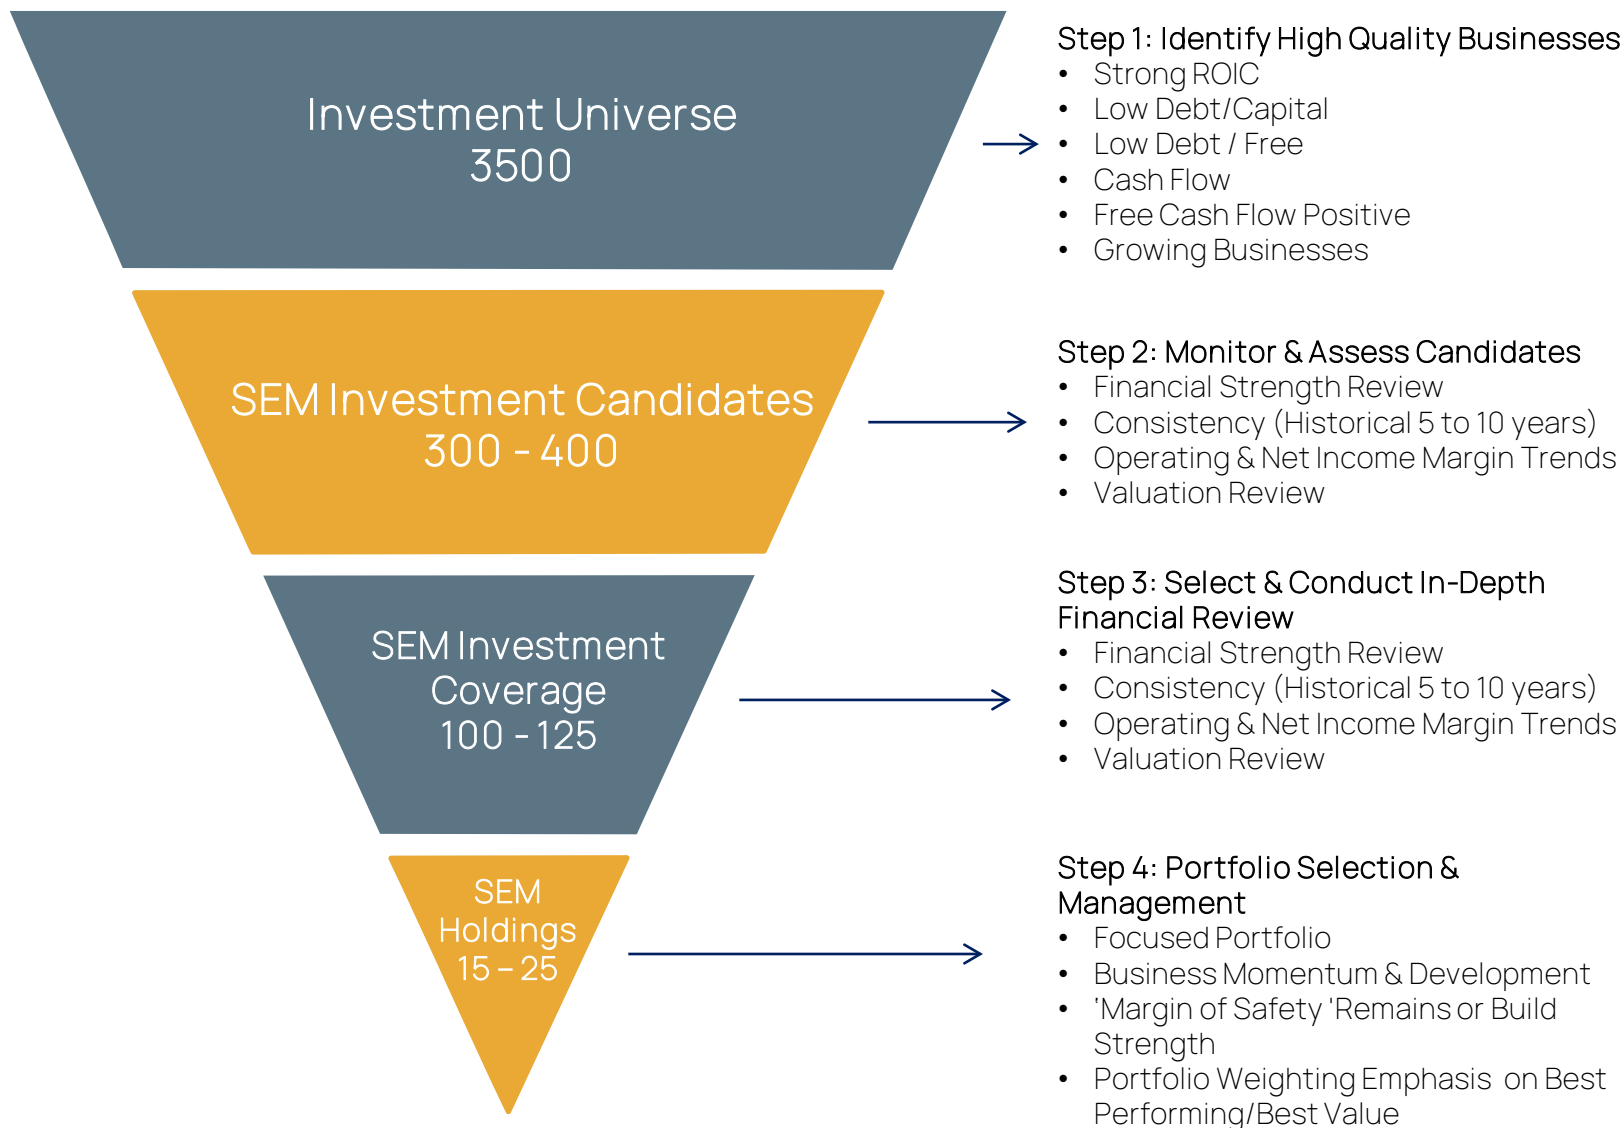 Investment Universe
3500
Step 1: Identify High Quality Businesses
• Strong ROIC
• Low Debt/Capital
• Low Debt / Free
• Cash Flow
• Free Cash Flow Positive
• Growing Businesses
SEM Investment Candidates
300 - 400
Step 2: Monitor & Assess Candidates
• Financial Strength Review
• Consistency (Historical 5 to 10 years)
• Operating & Net Income Margin Trends
• Valuation Review
SEM Investment
Coverage
100 - 125
Step 3: Select & Conduct In-Depth
Financial Review
• Financial Strength Review
• Consistency (Historical 5 to 10 years)
• Operating & Net Income Margin Trends
• Valuation Review
SEM
Holdings
15 – 25
Step 4: Portfolio Selection &
Management
• Focused Portfolio
• Business Momentum & Development
• ‘Margin of Safety 'Remains or Build
Strength
• Portfolio Weighting Emphasis  on Best
Performing/Best Value